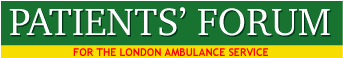 PATIENTS’ FORUM
FOR THE LONDON AMBULANCE SERVICE